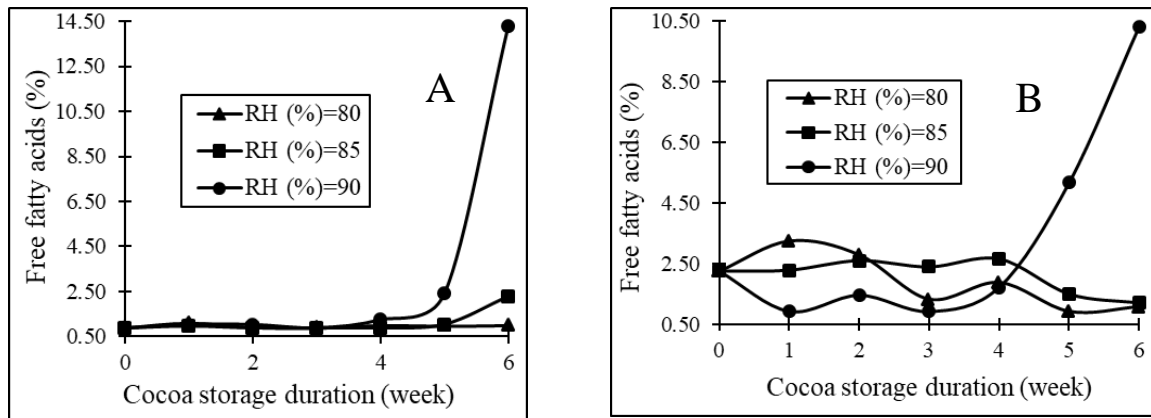 14.50
12.50
10.50
8.50
6.50
4.50
2.50
0.50
Free fatty acids (%)
A
RH (%)=80
RH (%)=85
RH (%)=90
0 2 4 6
Cocoa storage duration (week)
10.50
8.50
6.50
4.50
2.50
0.50
Free fatty acids (%)
B
RH (%)=80
RH (%)=85
RH (%)=90
0 1 2 3 4 5 6
Cocoa storage duration (week)